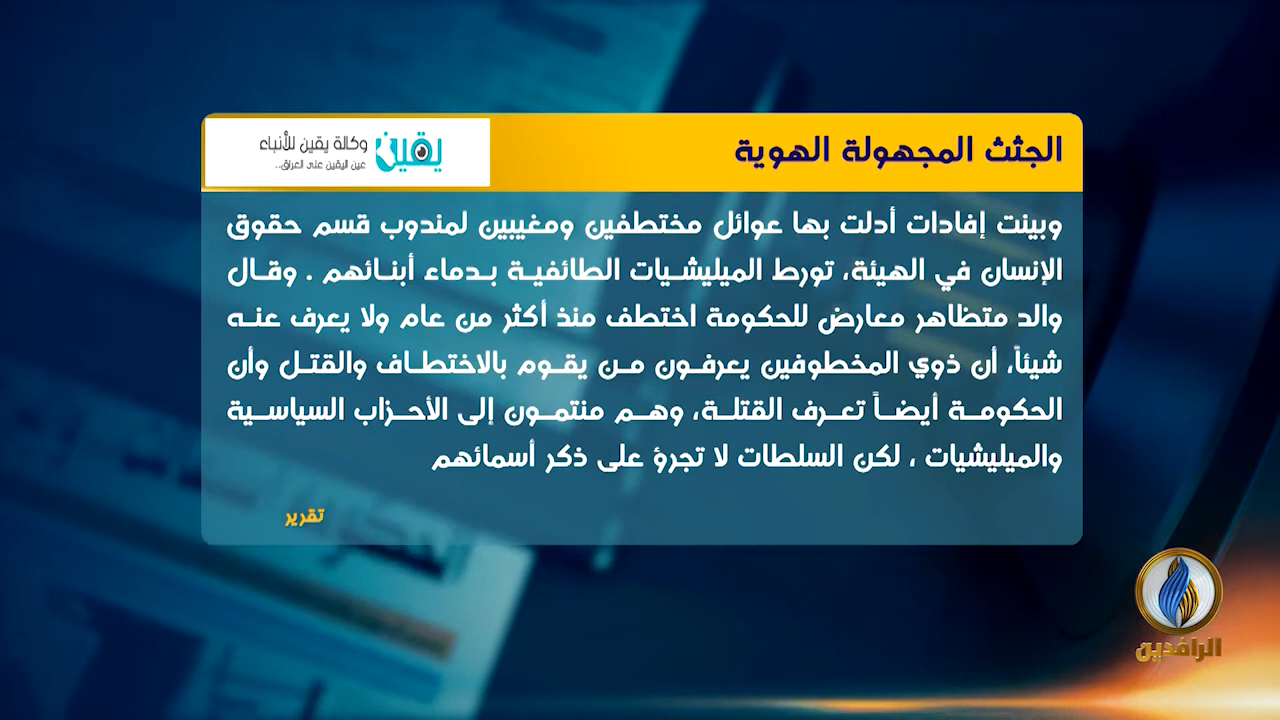 الجثث المجهولة الهوية
يقين وكالة يقين للأنباء
عين اليقين على العراق..
وبينت إفادات أدلت بها عوائل مختطفين ومغيبين لمندوب قسم حقوق
الإنسان في الهيئة، تورط الميليشيات الطائفية بدماء أبنائهم . وقال
والد متظاهر معارض للحكومة اختطف منذ أكثر من عام ولا يعرف عنه
شيئاً، أن ذوي المخطوفين يعرفون من يقوم بالاختطاف والقتل وأن
الحكومة أيضاً تعرف القتلة، وهم منتمون إلى الأحزاب السياسية
والميليشيات ، لكن السلطات لا تجرؤ على ذكر أسمائهم
تقرير
الرافدين